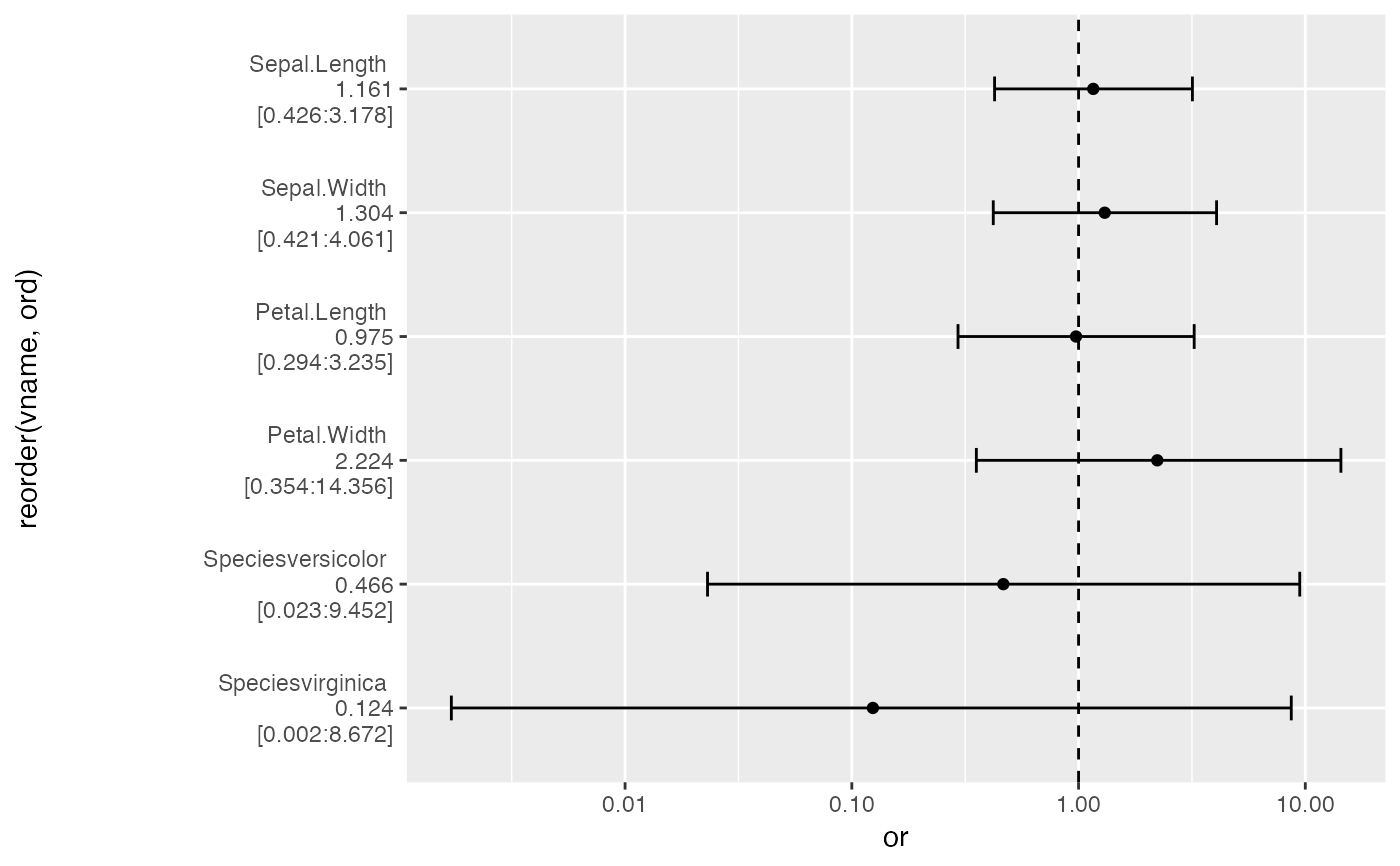 Sepal.Length
1.161
[0.426:3.178]
Sepal.Width
1.304
[0.421:4.061]
Petal.Length
0.975
[0.294:3.235]
Petal.Width
2.224
[0.354:14.356]
Speciesversicolor
0.466
[0.023:9.452]
Speciesvirginica
0.124
[0.002:8.672]
reorder(vname, ord)
0.01 0.10 1.00 10.00
or